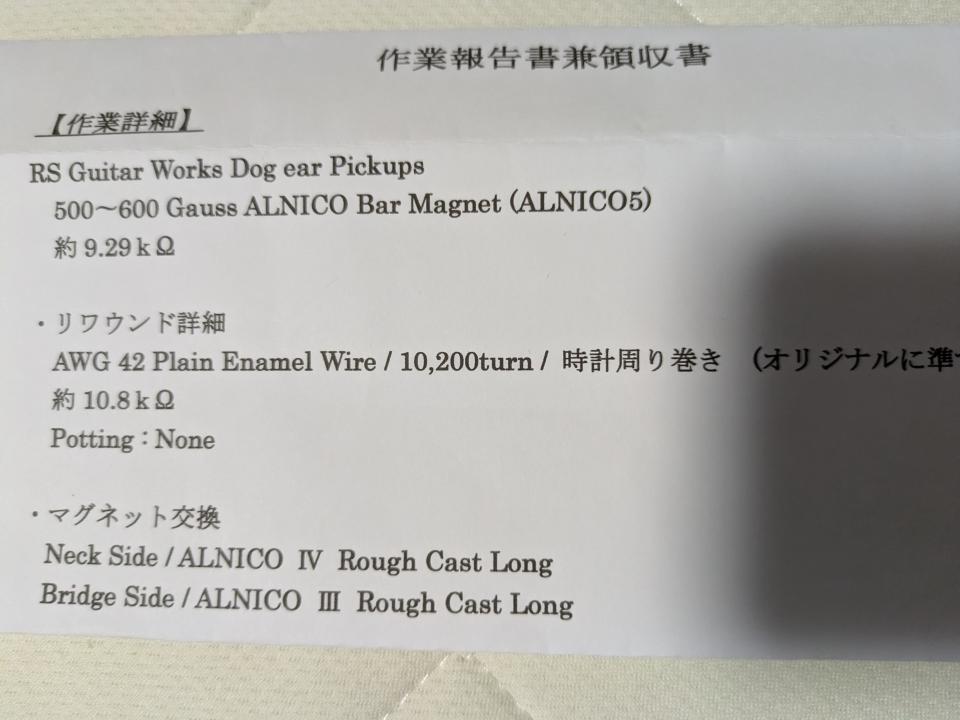 作業報告書兼領収書
【作業詳細】
RS Guitar Works Dog ear Pickups
500～600 Gauss ALNICO Bar Magnet (ALNICO5)
約 9.29 k Ω
・リワウンド詳細
AWG 42 Plain Enamel Wire / 10,200turn / 時計周り巻き （オリジナルに準
約 10.8 k Ω
Potting：None
・マグネット交換
Neck Side / ALNICO Ⅳ Rough Cast Long
Bridge Side / ALNICO Ⅲ Rough Cast Long